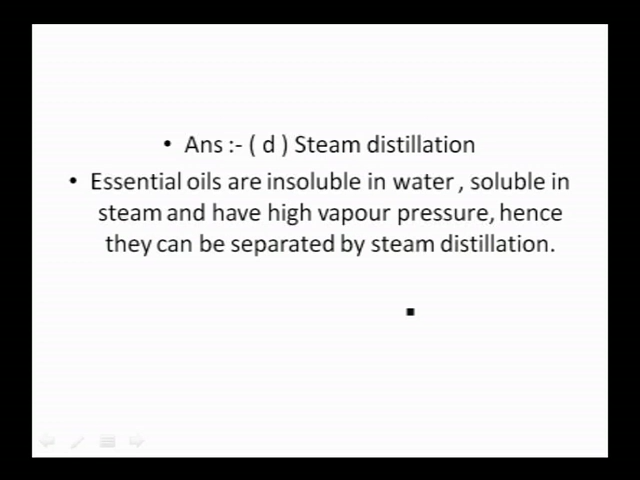 • Ans :- ( d ) Steam distillation
• Essential oils are insoluble in water , soluble in
steam and have high vapour pressure, hence
they can be separated by steam distillation.